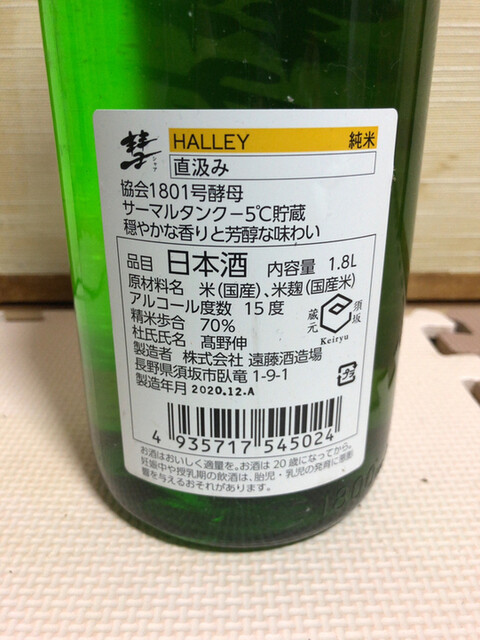 彗
シャア
HALLEY 純米
直汲み
協会1801号酵母
サーマルタンク−5℃貯蔵
穏やかな香りと芳醇な味わい
品目 日本酒 内容量 1.8L
原材料名 米(国産)、米麹(国産米)
アルコール度数 15度
精米歩合 70%
杜氏氏名 髙野伸
蔵元 須坂
Keiryu
製造者 株式会社 遠藤酒造場
長野県須坂市臥竜1-9-1
製造年月 2020.12.A
紙パック
4 935717 545024
お酒はおいしく適量を。お酒は20歳になってから。
妊娠中や授乳期の飲酒は、胎児・乳児の発育に悪影
響を与えるおそれがあります。